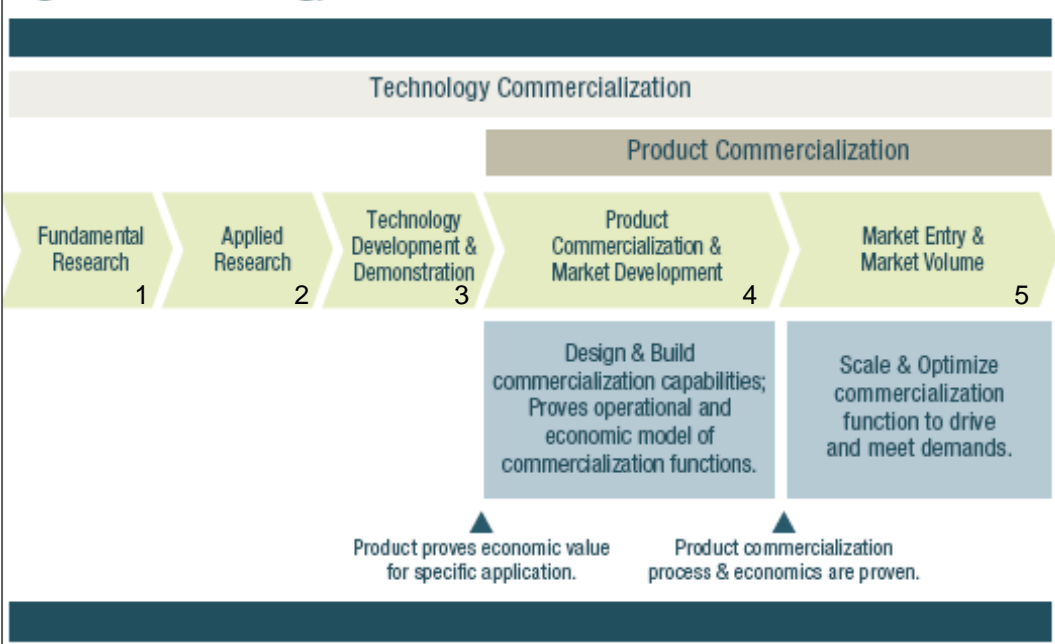 Technology Commercialization
Product Commercialization
Fundamental
Research
1
Applied
Research
2
Technology
Development &
Demonstration
3
Product
Commercialization &
Market Development
4
Market Entry &
Market Volume
5
Design & Build
commercialization capabilities;
Proves operational and
economic model of
commercialization functions.
Scale & Optimize
commercialization
function to drive
and meet demands.
Product proves economic value
for specific application.
Product commercialization
process & economics are proven.